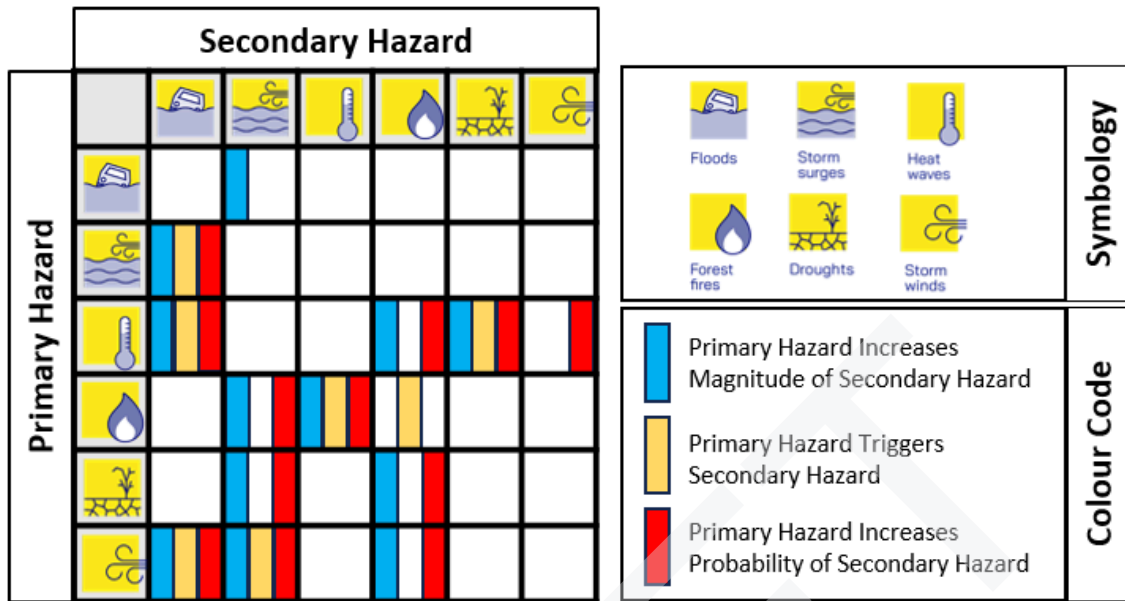 Secondary Hazard
Primary Hazard
Floods
Storm
surges
Heat
waves
Forest
fires
Droughts
Storm
winds
Symbology
Primary Hazard Increases
Magnitude of Secondary Hazard
Primary Hazard Triggers
Secondary Hazard
Primary Hazard Increases
Probability of Secondary Hazard
Colour Code